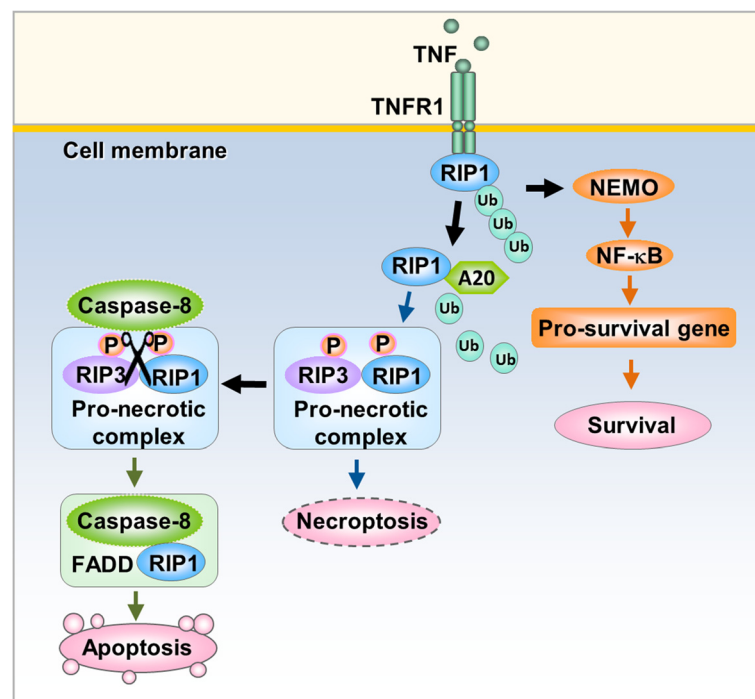 TNF
TNFR1
Cell membrane
RIP1
Ub
Ub
Ub
NEMO
NF-κB
Pro-survival gene
Survival
RIP1
A20
Ub
Ub
Ub
P
P
RIP3
RIP1
Pro-necrotic
complex
Necroptosis
Caspase-8
P
P
RIP3
RIP1
Pro-necrotic
complex
Caspase-8
FADD
RIP1
Apoptosis